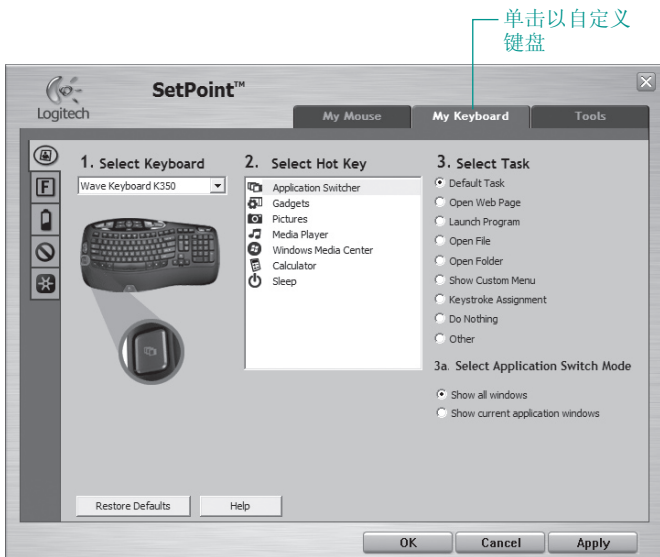 单击以自定义
键盘
Logitech
SetPoint™
My Mouse
My Keyboard
Tools
1. Select Keyboard
Wave Keyboard K350
2. Select Hot Key
Application Switcher
Gadgets
Pictures
Media Player
Windows Media Center
Calculator
Sleep
3. Select Task
Default Task
Open Web Page
Launch Program
Open File
Open Folder
Show Custom Menu
Keystroke Assignment
Do Nothing
Other
3a. Select Application Switch Mode
Show all windows
Show current application windows
F
Restore Defaults
Help
OK
Cancel
Apply